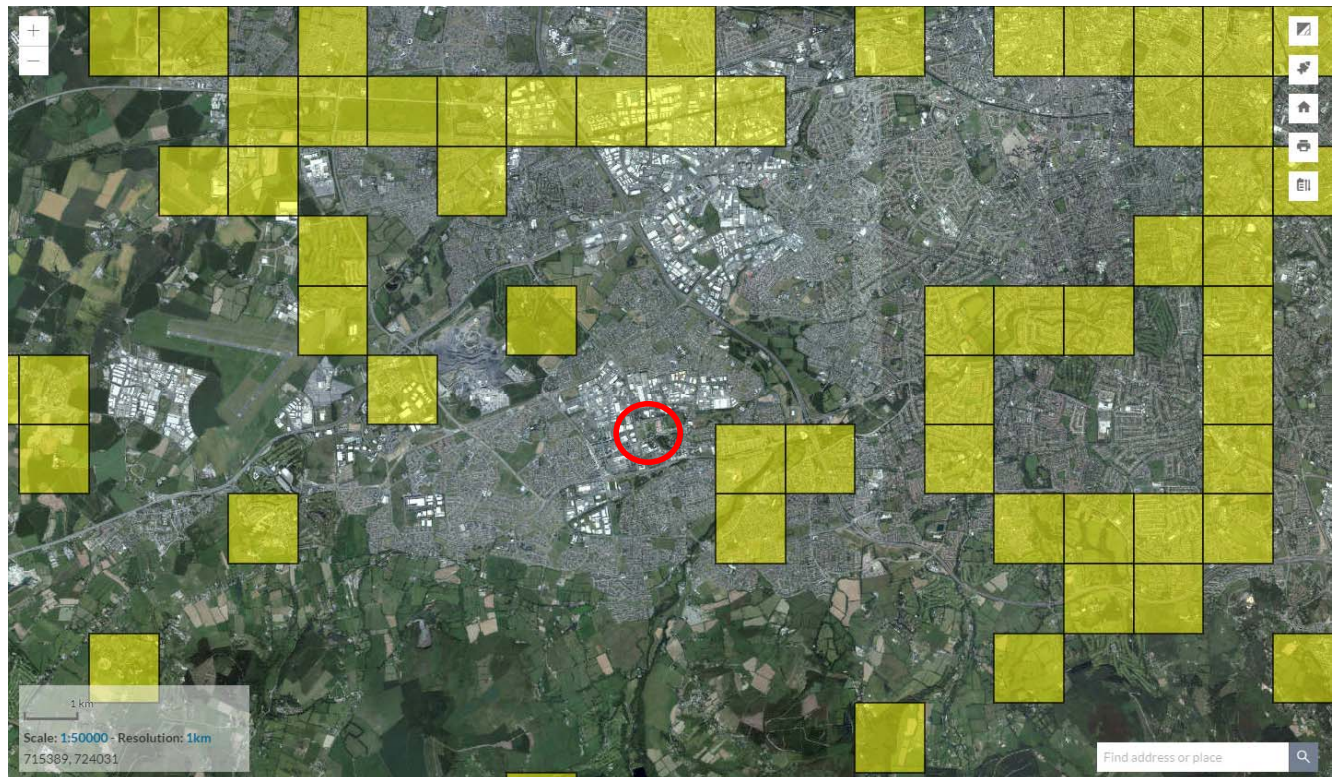 +
−
1 km
Scale: 1:50000 - Resolution: 1km
715389, 724031
Find address or place